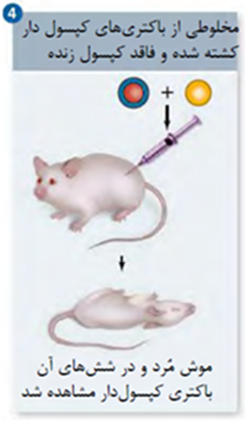 4
مخلوطی از باکتری‌های کپسول دار
کشته شده و فاقد کپسول زنده
+
موش مُرد و در شش‌های آن
باکتری کپسول‌دار مشاهده شد